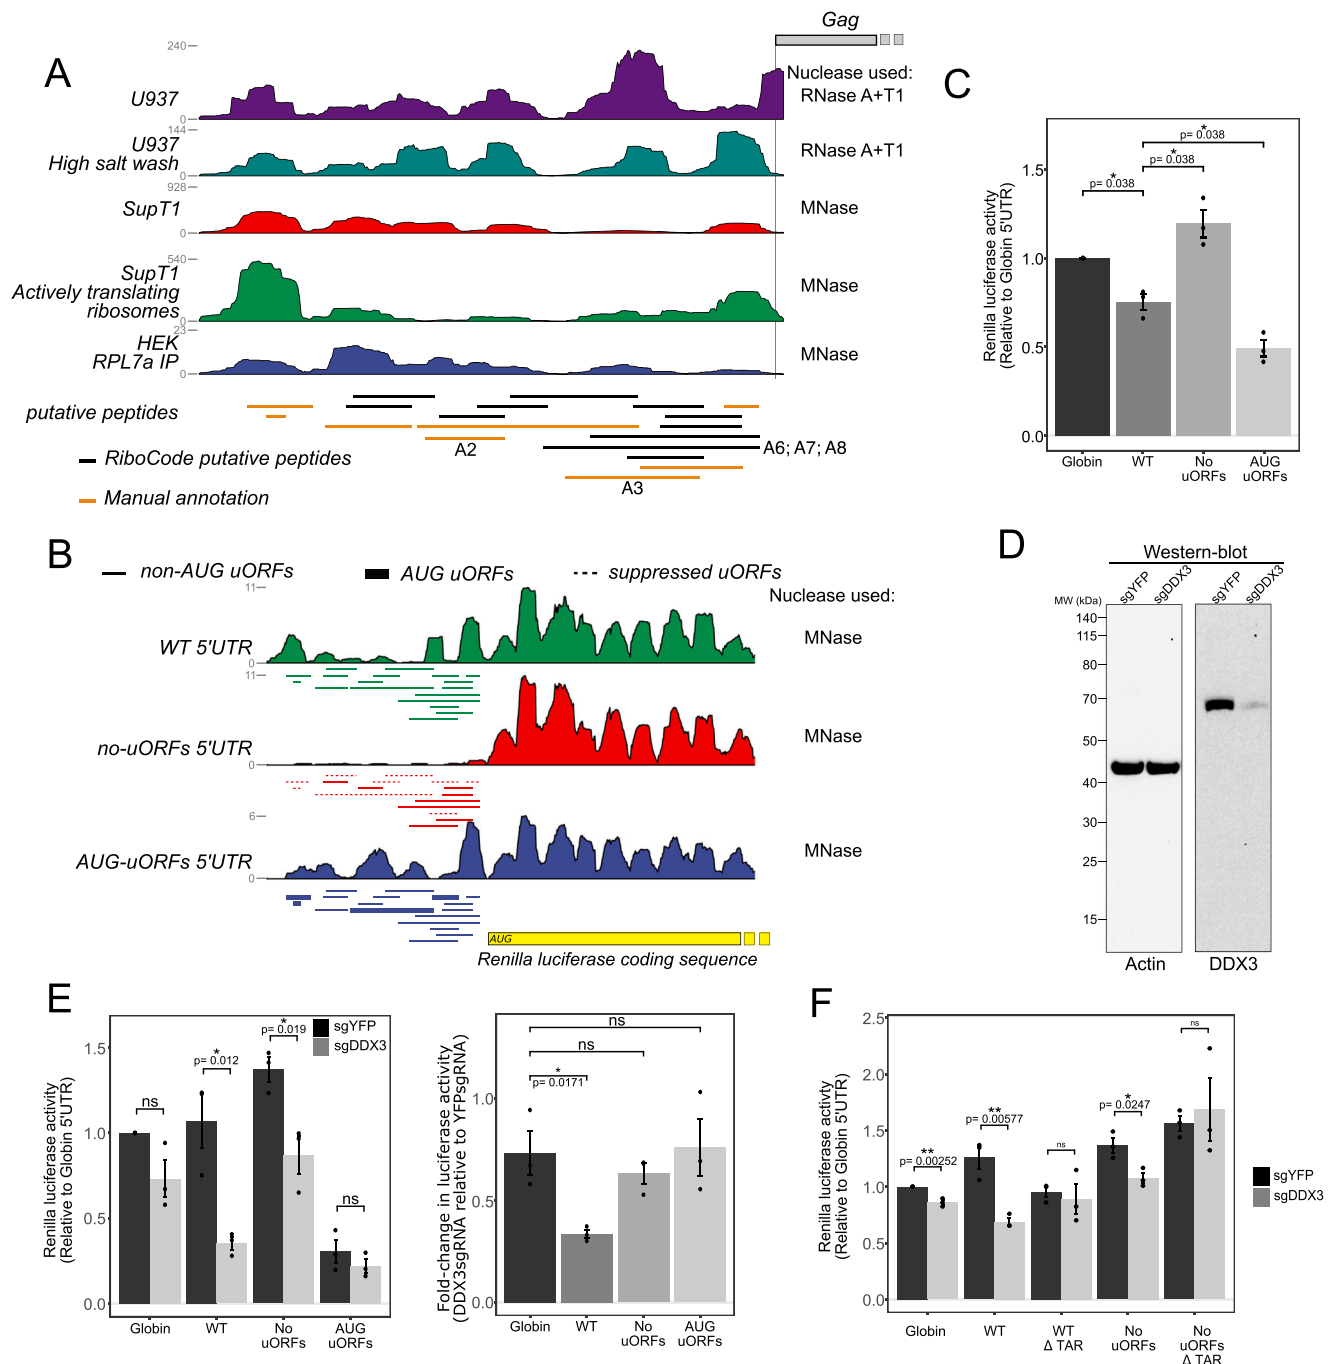 A
Gag
Nuclease used:
240
0
U937
RNase A+T1
144
0
U937
High salt wash
RNase A+T1
928
0
SupT1
MNase
540
0
SupT1
Actively translating
ribosomes
MNase
23
0
HEK
RPL7a IP
MNase
putative peptides
A2
A6; A7; A8
A3
RiboCode putative peptides
Manual annotation
B
non-AUG uORFs
AUG uORFs
suppressed uORFs
Nuclease used:
11
0
WT 5'UTR
MNase
11
0
no-uORFs 5'UTR
MNase
6
0
AUG-uORFs 5'UTR
MNase
AUG
Renilla luciferase coding sequence
C
Renilla luciferase activty
(Relative to Globin 5'UTR)
1.5
1.0
0.5
0.0
*
p= 0.038
*
p= 0.038
*
p= 0.038
Globin
WT
No
uORFs
AUG
uORFs
D
Western-blot
MW (kDa)
sgYFP
sgDDX3
sgYFP
sgDDX3
140
115
80
70
50
40
30
25
15
Actin
DDX3
E
Renilla luciferase activity
(Relative to Globin 5'UTR)
1.5
1.0
0.5
0.0
ns
*
p= 0.012
*
p= 0.019
ns
sgYFP
sgDDX3
Globin
WT
No
uORFs
AUG
uORFs
Fold-change in luciferase activity
(DDX3sgRNA relative to YFPsgRNA)
1.0
0.5
0.0
ns
ns
*
p= 0.0171
Globin
WT
No
uORFs
AUG
uORFs
F
Renilla luciferase activity
(Relative to Globin 5'UTR)
2.5
2.0
1.5
1.0
0.5
0.0
**
p= 0.00252
**
p= 0.00577
ns
*
p= 0.0247
ns
sgYFP
sgDDX3
Globin
WT
WT
Δ TAR
No
uORFs
No
uORFs
Δ TAR